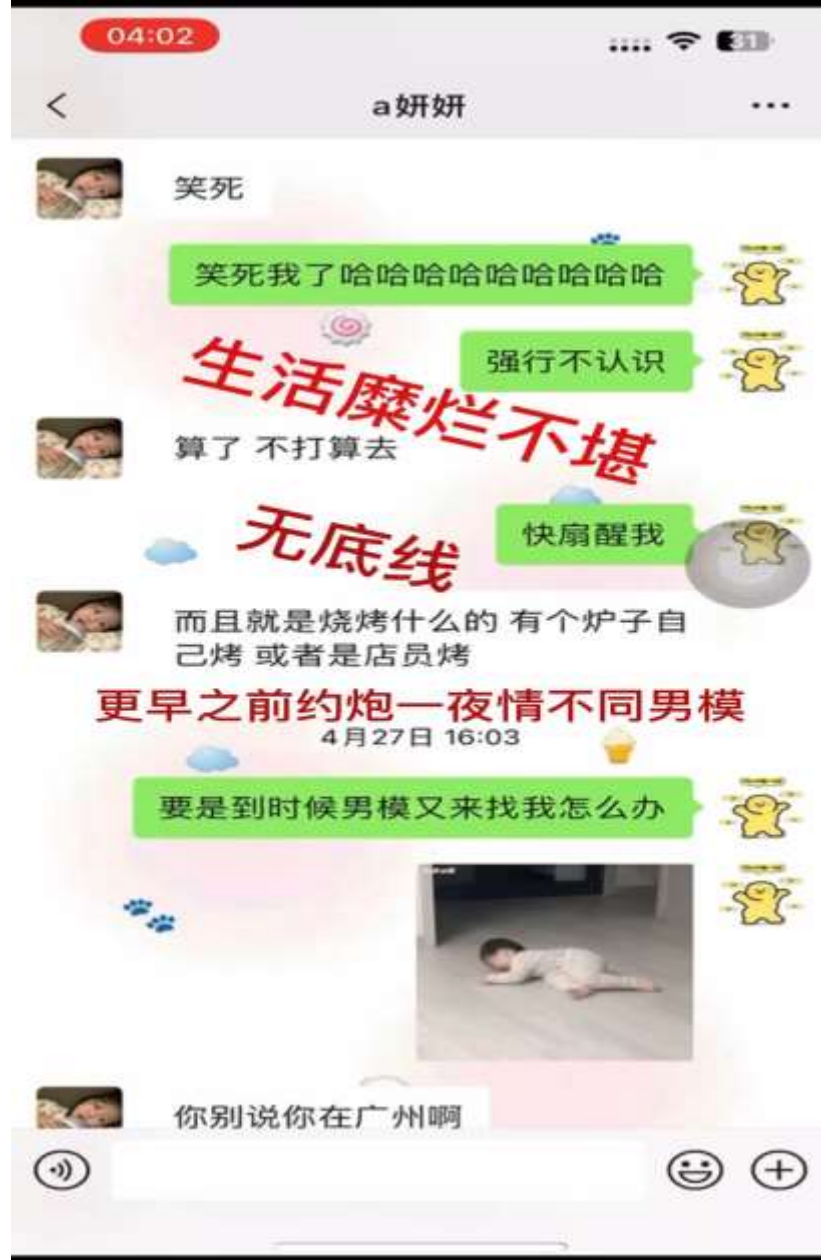 04:02
31
a妍妍
笑死
笑死我了哈哈哈哈哈哈哈哈哈
强行不认识
生活糜烂不堪
算了 不打算去
无底线
快扇醒我
而且就是烧烤什么的 有个炉子自
己烤 或者是店员烤
更早之前约炮一夜情不同男模
4月27日 16:03
要是到时候男模又来找我怎么办
你别说你在广州啊